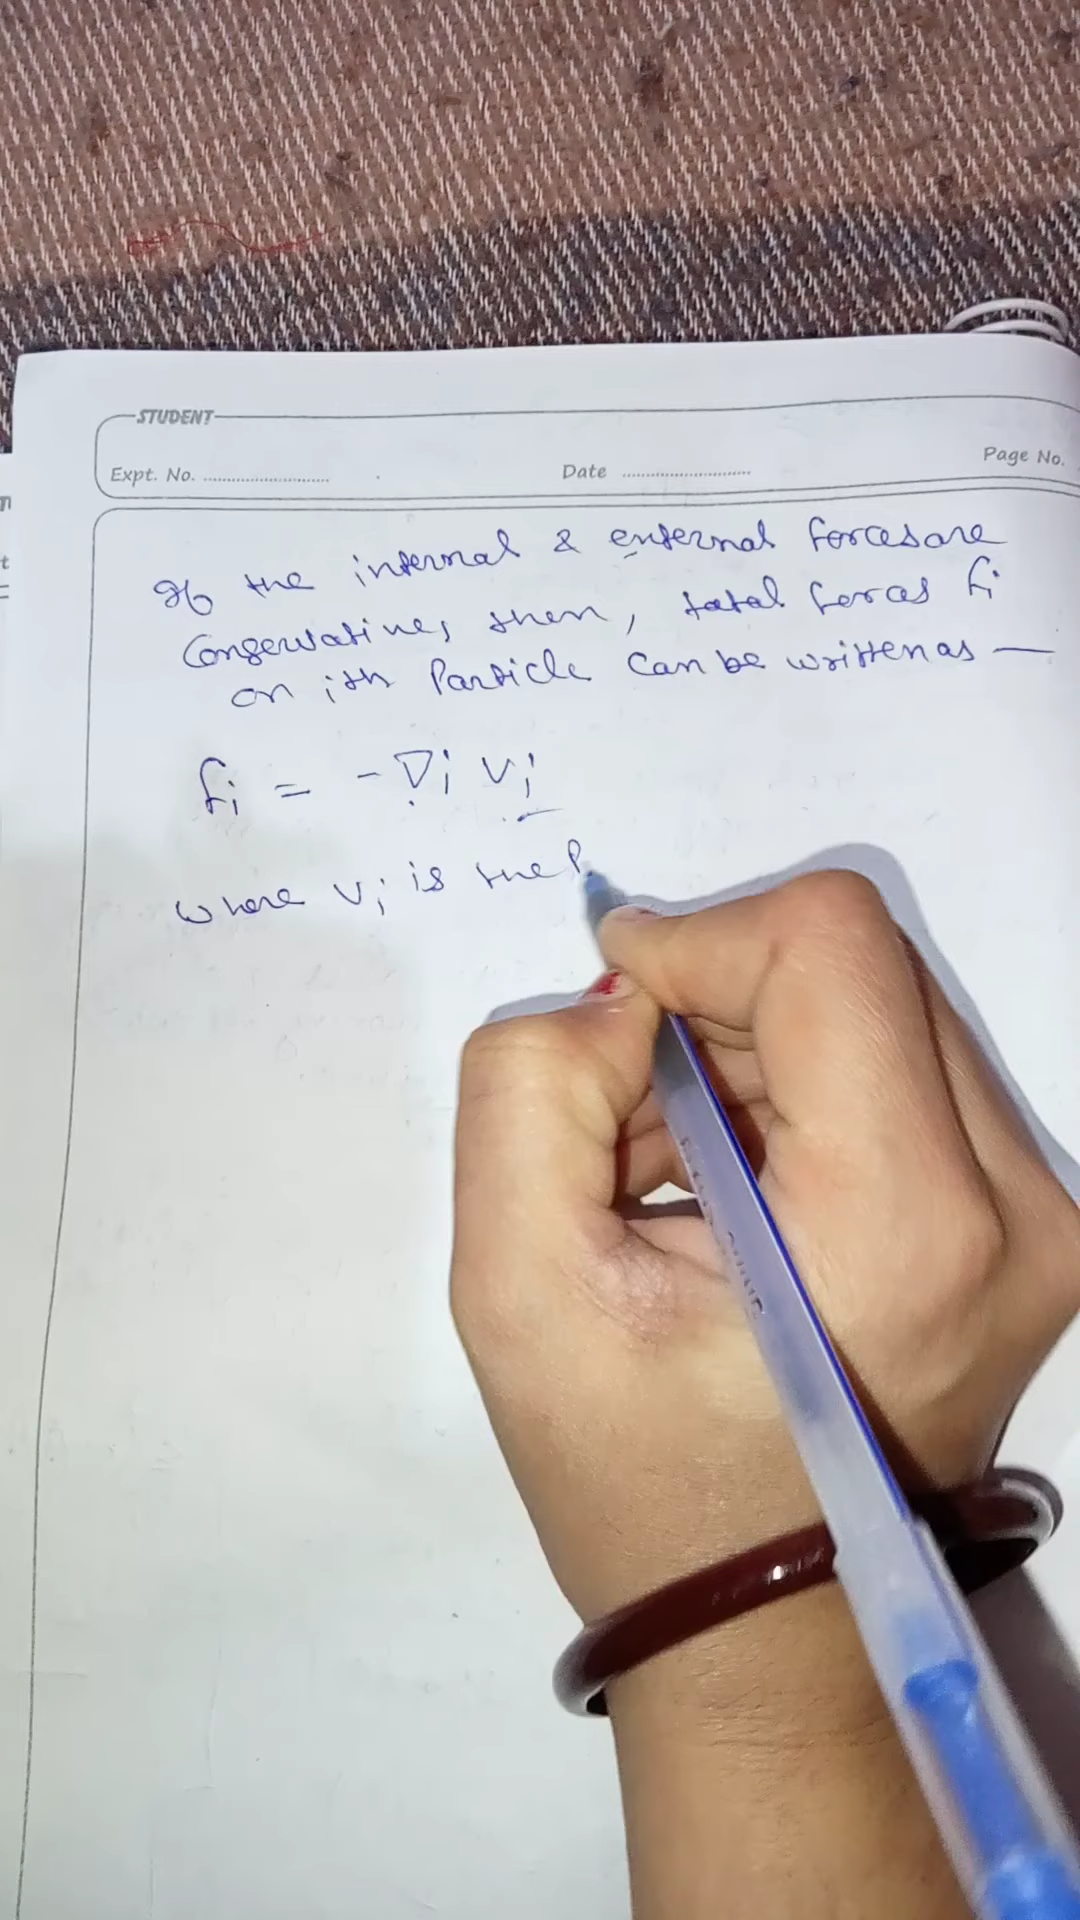 STUDENT
Expt. No. ............................ Date ............................ Page No.
If the internal & external forces are
Conservative, then, total forces Fi
on ith Particle can be written as —
Fi = -∇i Vi
where Vi is the P